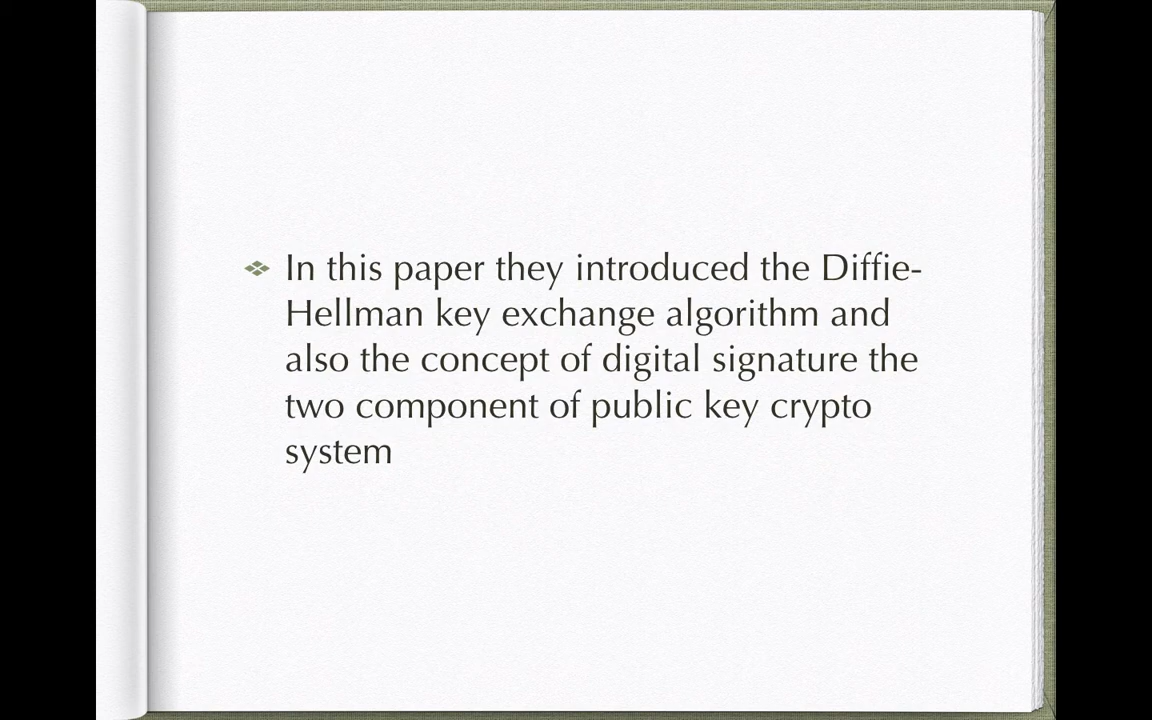 In this paper they introduced the Diffie-
Hellman key exchange algorithm and
also the concept of digital signature the
two component of public key crypto
system